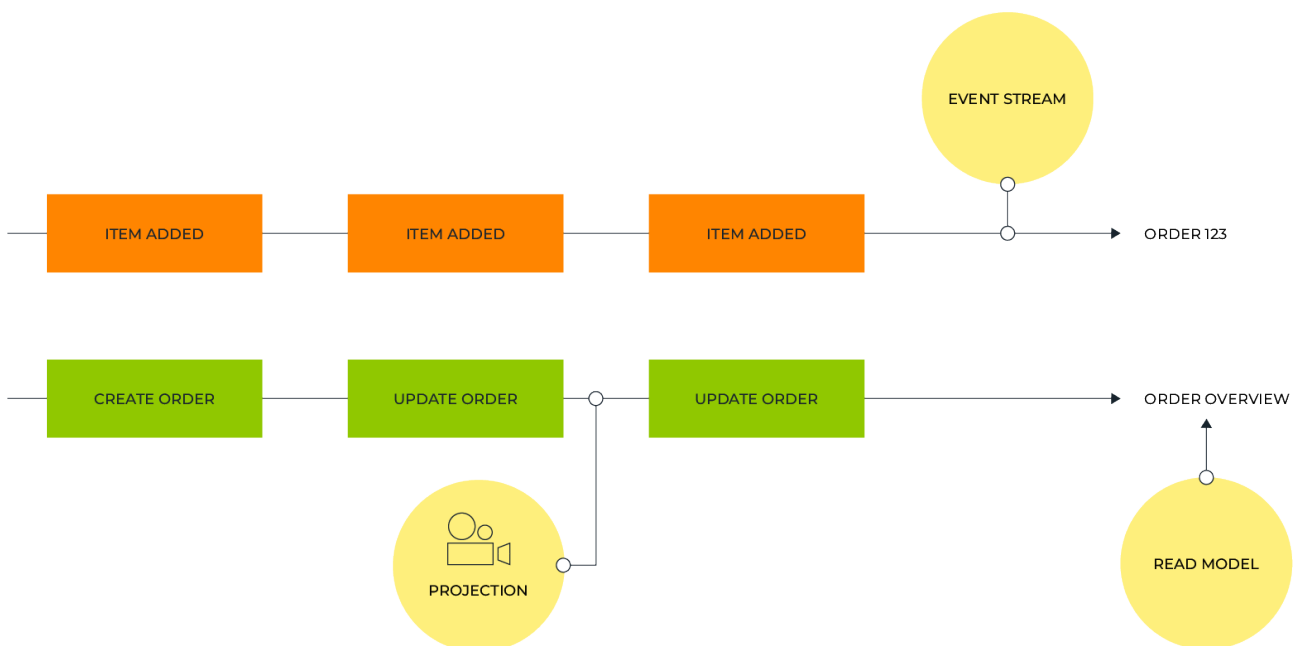 EVENT STREAM
ITEM ADDED
ITEM ADDED
ITEM ADDED
ORDER 123
CREATE ORDER
UPDATE ORDER
UPDATE ORDER
ORDER OVERVIEW
PROJECTION
READ MODEL